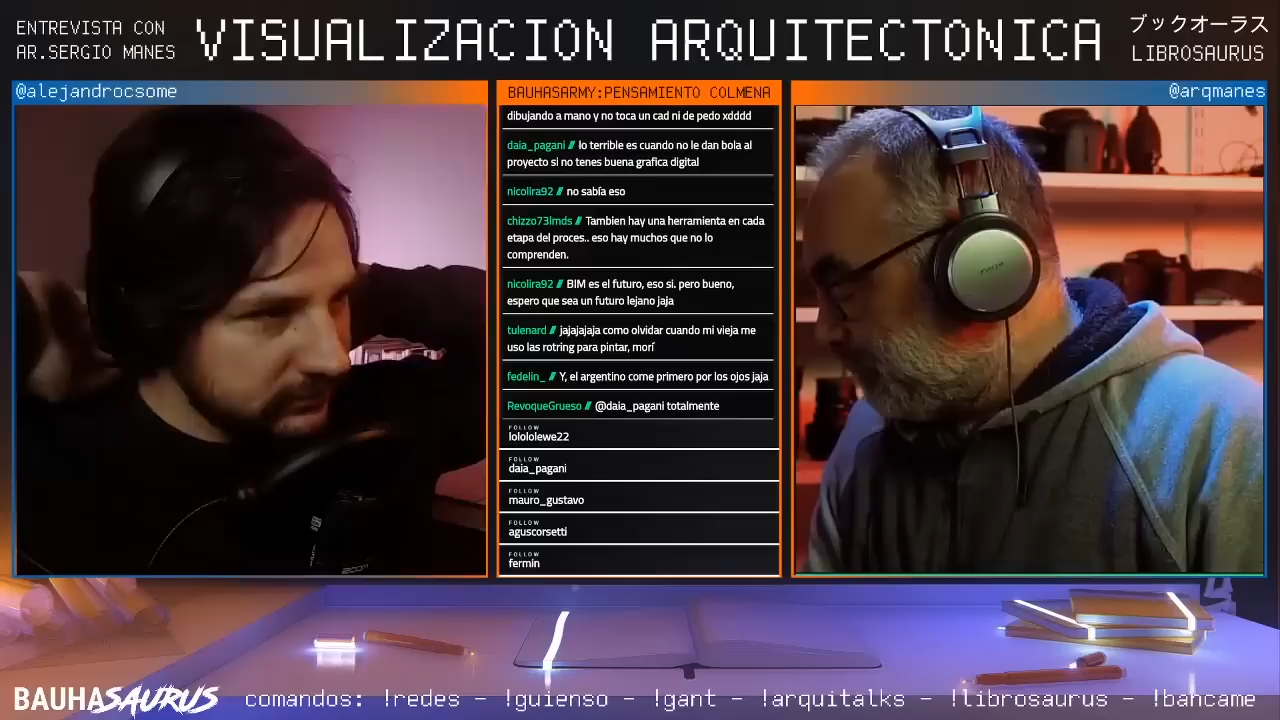 ENTREVISTA CON
AR.SERGIO MANES
VISUALIZACION ARQUITECTONICA
ブックオーラス
LIBROSAURUS
@alejandrocsome
BAUHASARMY:PENSAMIENTO COLMENA
@arqmanes
dibujando a mano y no toca un cad ni de pedo xdddd
daia_pagani // lo terrible es cuando no le dan bola al
proyecto si no tenes buena grafica digital
nicolira92 // no sabía eso
chizzo73lmds // Tambien hay una herramienta en cada
etapa del proces.. eso hay muchos que no lo
comprenden.
nicolira92 // BIM es el futuro, eso si. pero bueno,
espero que sea un futuro lejano jaja
tulenard // jajajajaja como olvidar cuando mi vieja me
uso las rotring para pintar, morí
fedelin_ // Y, el argentino come primero por los ojos jaja
RevoqueGrueso // @daia_pagani totalmente
FOLLOW
lolololewe22
FOLLOW
daia_pagani
FOLLOW
mauro_gustavo
FOLLOW
aguscorsetti
FOLLOW
fermin
zoom
BAUHASAURUS
comandos: !redes - !guienso - !gant - !arquitalks - !librosaurus - !bancame